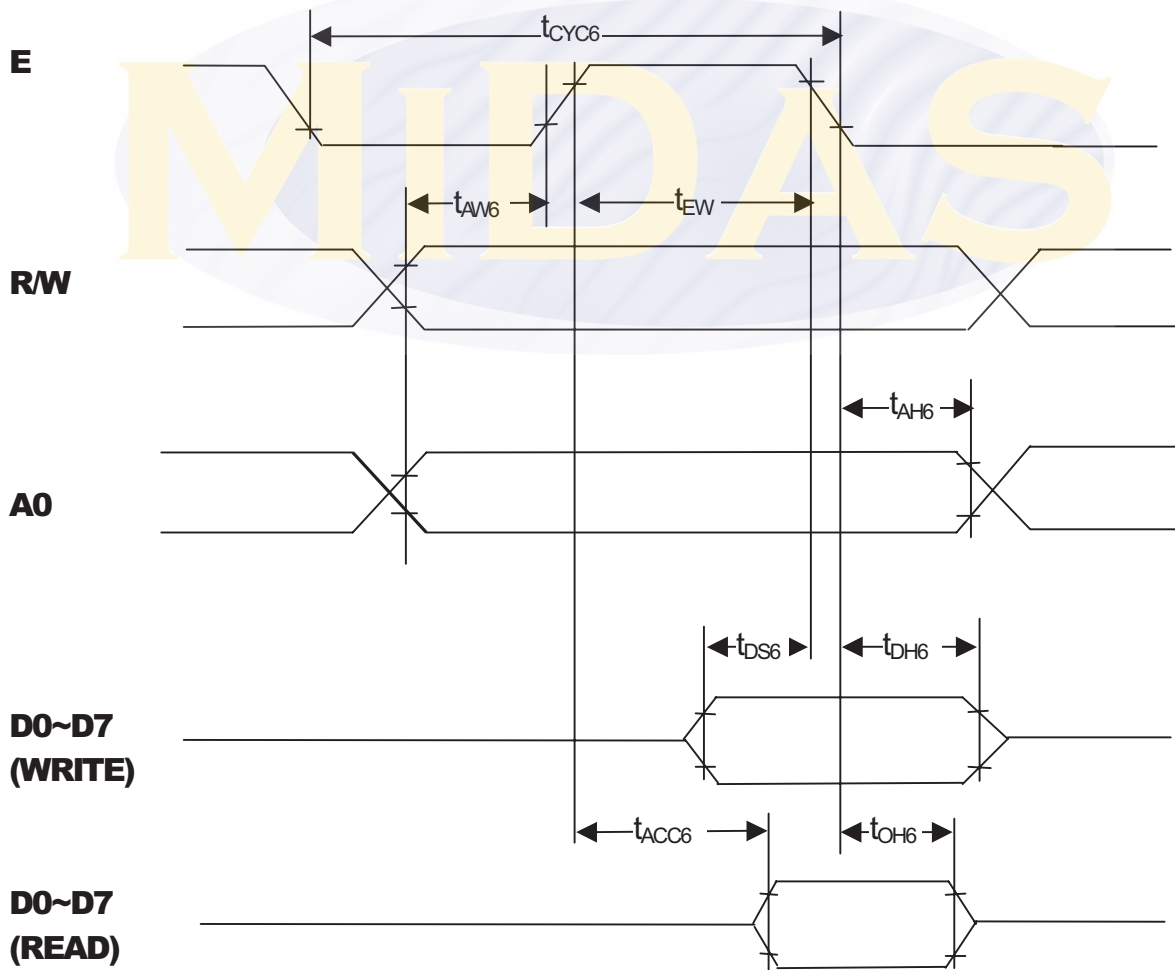 tCYC6
E
MiDAS
tAW6
tEW
R/W
tAH6
A0
tDS6
tDH6
D0~D7
(WRITE)
tACC6
tOH6
D0~D7
(READ)